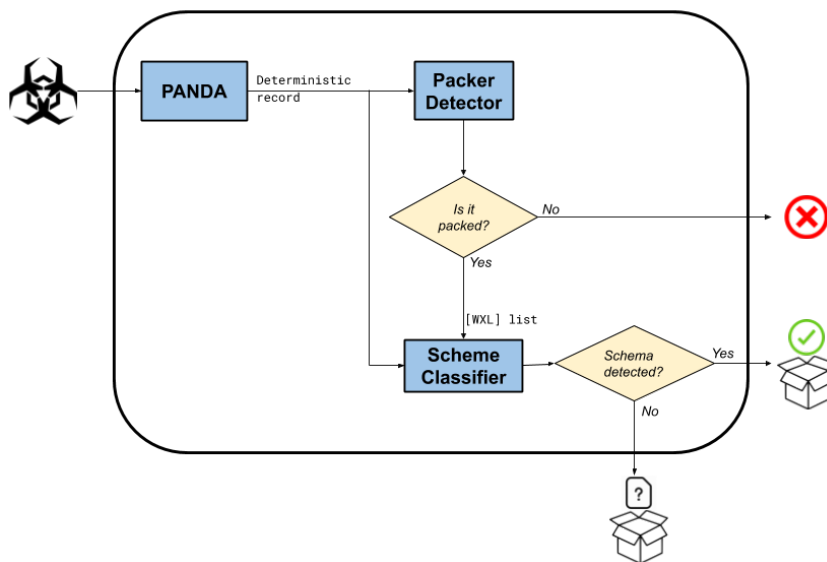 PANDA
Deterministic
record
Packer
Detector
Is it
packed?
No
Yes
[WXL] list
Scheme
Classifier
Schema
detected?
Yes
No
?